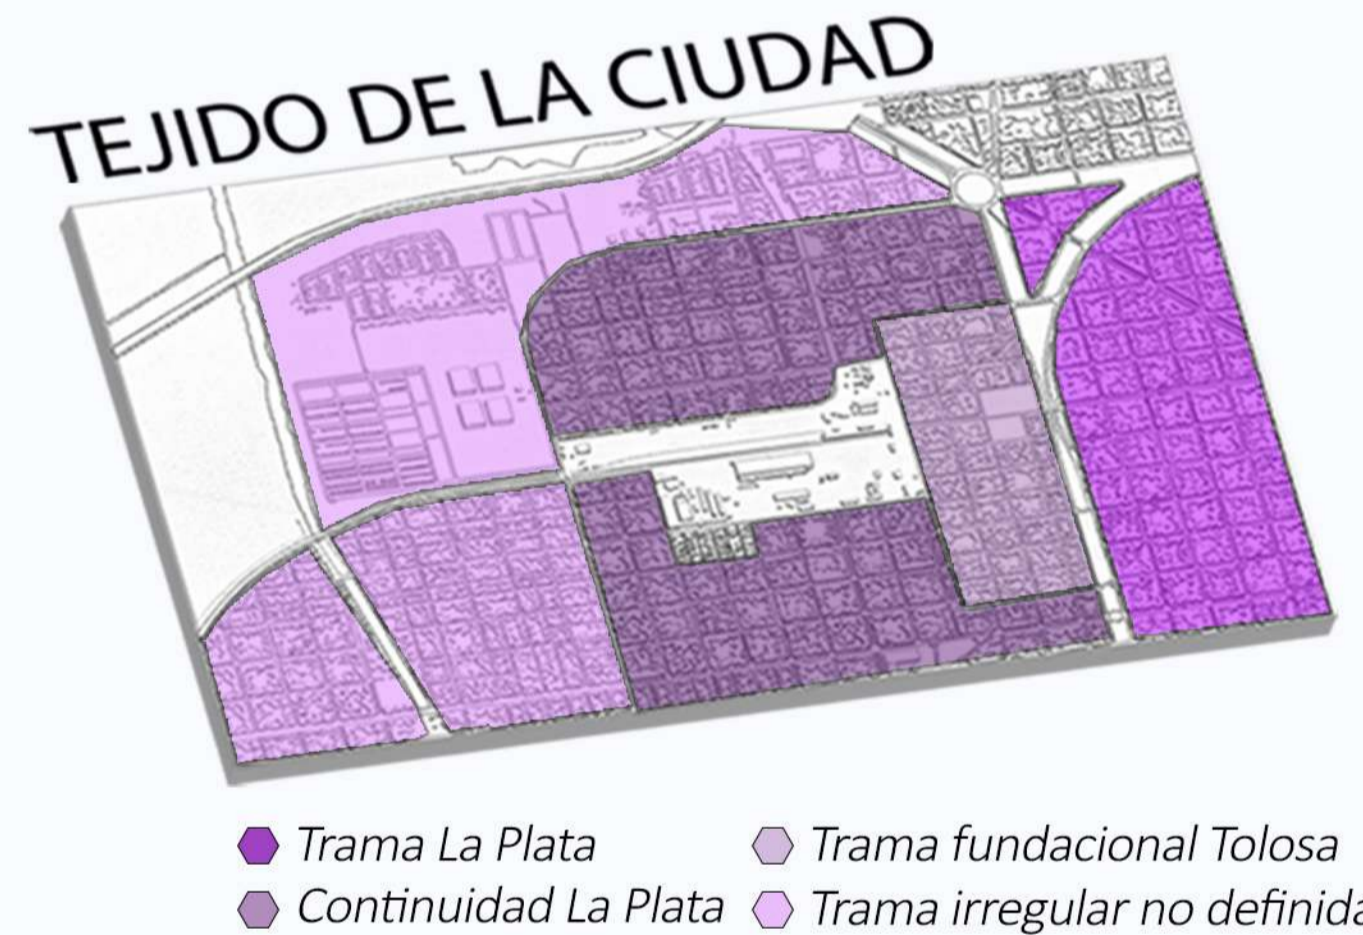 TEJIDO DE LA CIUDAD
Trama La Plata
Trama fundacional Tolosa
Continuidad La Plata
Trama irregular no definida